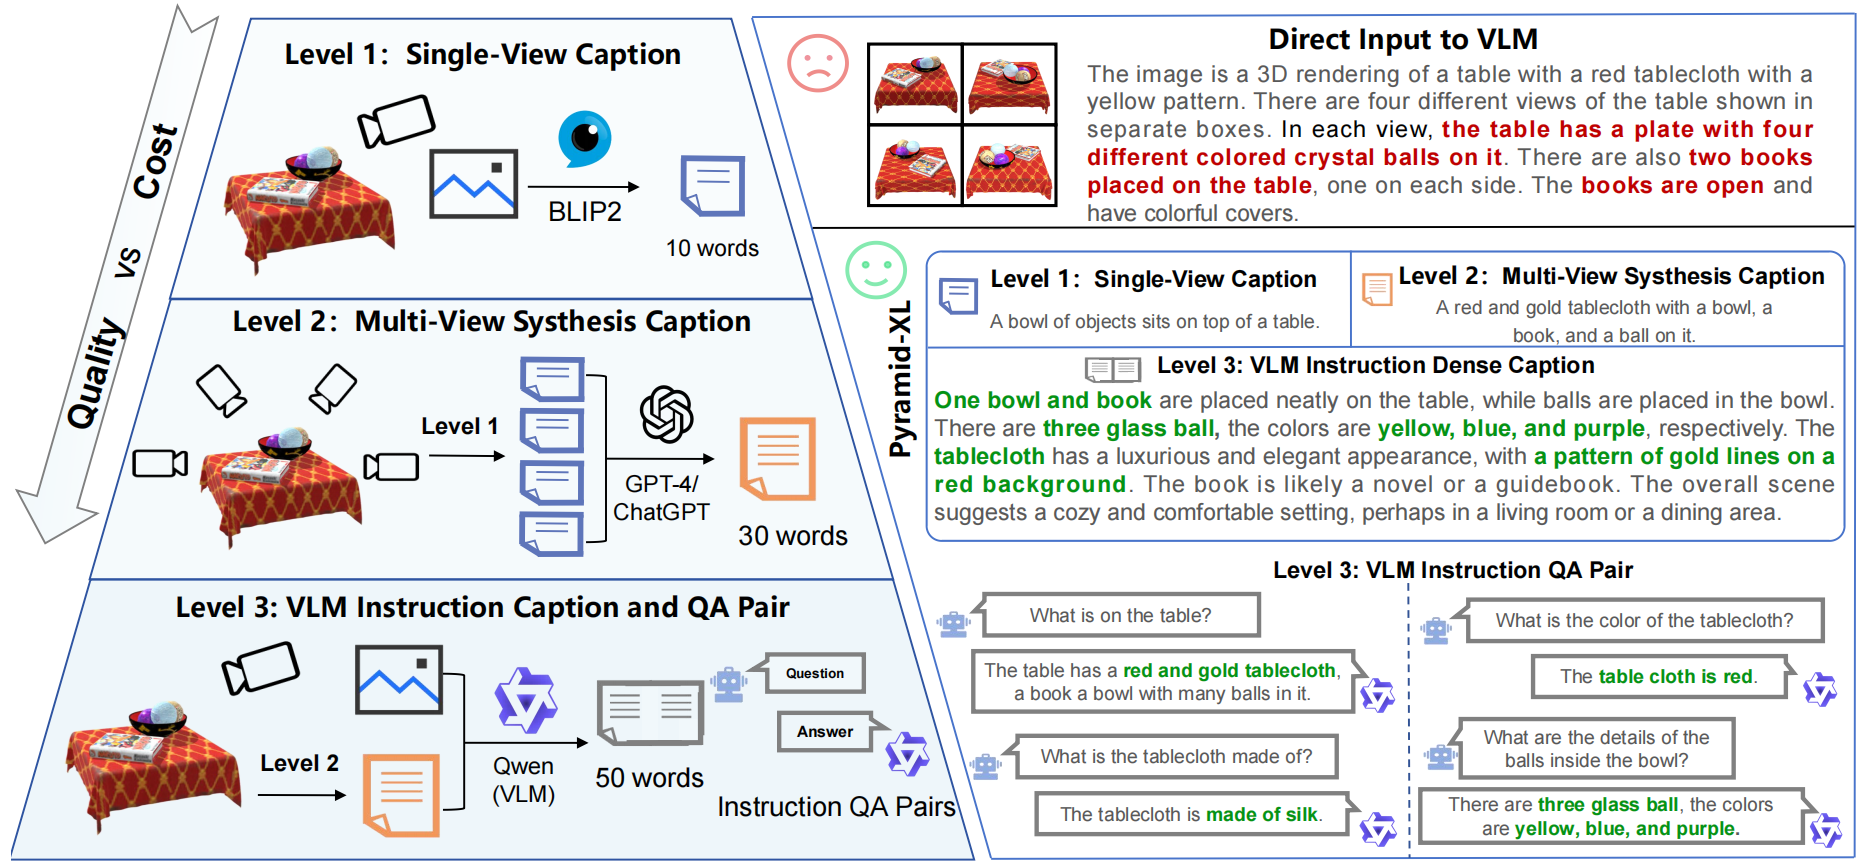 Quality vs Cost
Level 1: Single-View Caption
BLIP2
10 words
Level 2: Multi-View Systhesis Caption
Level 1
GPT-4/
ChatGPT
30 words
Level 3: VLM Instruction Caption and QA Pair
Level 2
Qwen
(VLM)
50 words
Question
Answer
Instruction QA Pairs
Direct Input to VLM
The image is a 3D rendering of a table with a red tablecloth with a
yellow pattern. There are four different views of the table shown in
separate boxes. In each view, the table has a plate with four
different colored crystal balls on it. There are also two books
placed on the table, one on each side. The books are open and
have colorful covers.
Pyramid-XL
Level 1: Single-View Caption
A bowl of objects sits on top of a table.
Level 2: Multi-View Systhesis Caption
A red and gold tablecloth with a bowl, a
book, and a ball on it.
Level 3: VLM Instruction Dense Caption
One bowl and book are placed neatly on the table, while balls are placed in the bowl.
There are three glass ball, the colors are yellow, blue, and purple, respectively. The
tablecloth has a luxurious and elegant appearance, with a pattern of gold lines on a
red background. The book is likely a novel or a guidebook. The overall scene
suggests a cozy and comfortable setting, perhaps in a living room or a dining area.
Level 3: VLM Instruction QA Pair
What is on the table?
The table has a red and gold tablecloth,
a book a bowl with many balls in it.
What is the tablecloth made of?
The tablecloth is made of silk.
What is the color of the tablecloth?
The table cloth is red.
What are the details of the
balls inside the bowl?
There are three glass ball, the colors
are yellow, blue, and purple.